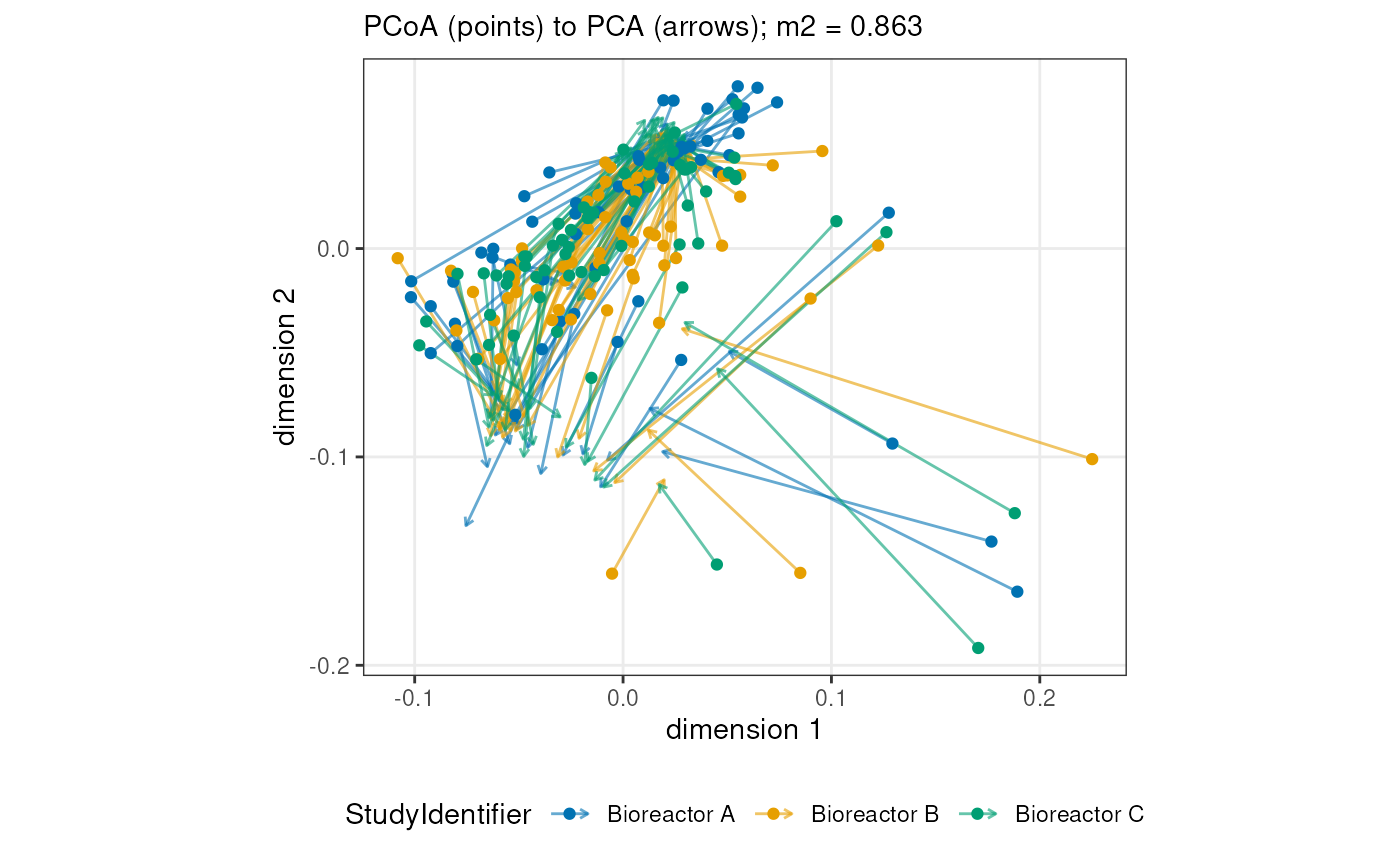 PCoA (points) to PCA (arrows); m2 = 0.863
dimension 2
0.0
-0.1
-0.2
-0.1 0.0 0.1 0.2
dimension 1
StudyIdentifier Bioreactor A Bioreactor B Bioreactor C